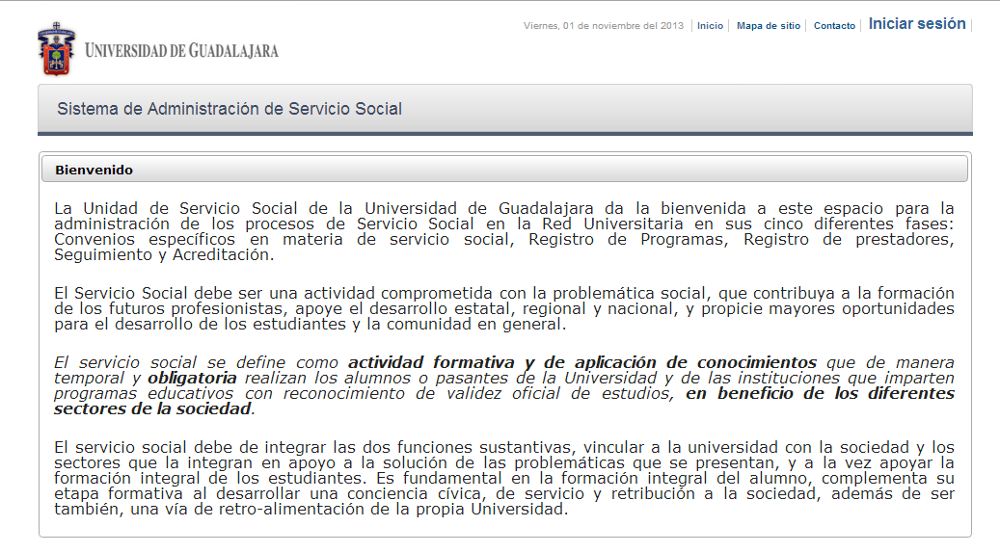 Viernes, 01 de noviembre del 2013 | Inicio | Mapa de sitio | Contacto | Iniciar sesión |
UNIVERSIDAD DE GUADALAJARA
Sistema de Administración de Servicio Social
Bienvenido
La Unidad de Servicio Social de la Universidad de Guadalajara da la bienvenida a este espacio para la
administración de los procesos de Servicio Social en la Red Universitaria en sus cinco diferentes fases:
Convenios específicos en materia de servicio social, Registro de Programas, Registro de prestadores,
Seguimiento y Acreditación.
El Servicio Social debe ser una actividad comprometida con la problemática social, que contribuya a la formación
de los futuros profesionistas, apoye el desarrollo estatal, regional y nacional, y propicie mayores oportunidades
para el desarrollo de los estudiantes y la comunidad en general.
El servicio social se define como actividad formativa y de aplicación de conocimientos que de manera
temporal y obligatoria realizan los alumnos o pasantes de la Universidad y de las instituciones que imparten
programas educativos con reconocimiento de validez oficial de estudios, en beneficio de los diferentes
sectores de la sociedad.
El servicio social debe de integrar las dos funciones sustantivas, vincular a la universidad con la sociedad y los
sectores que la integran en apoyo a la solución de las problemáticas que se presentan, y a la vez apoyar la
formación integral de los estudiantes. Es fundamental en la formación integral del alumno, complementa su
etapa formativa al desarrollar una conciencia cívica, de servicio y retribución a la sociedad, además de ser
también, una vía de retro-alimentación de la propia Universidad.